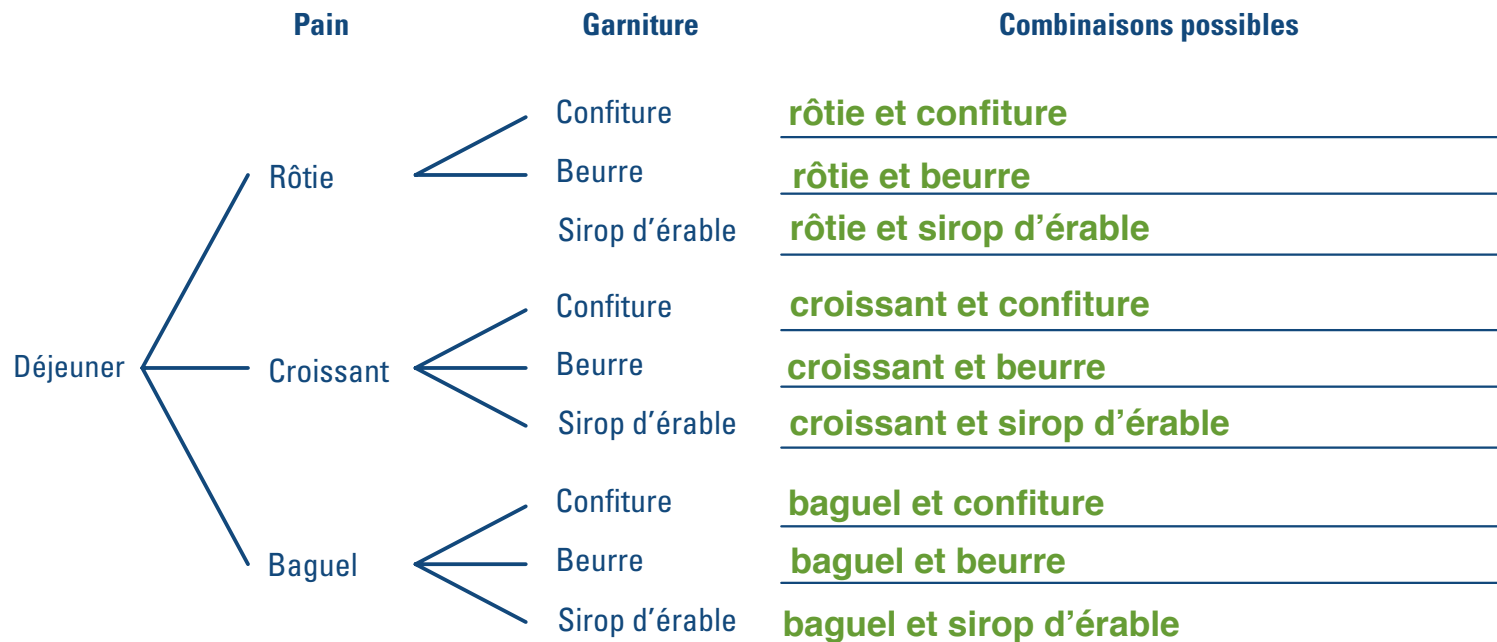 Pain Garniture Combinaisons possibles
Confiture rôtie et confiture
Rôtie Beurre rôtie et beurre
Sirop d’érable rôtie et sirop d’érable
Confiture croissant et confiture
Déjeuner Croissant Beurre croissant et beurre
Sirop d’érable croissant et sirop d’érable
Confiture baguel et confiture
Baguel Beurre baguel et beurre
Sirop d’érable baguel et sirop d’érable